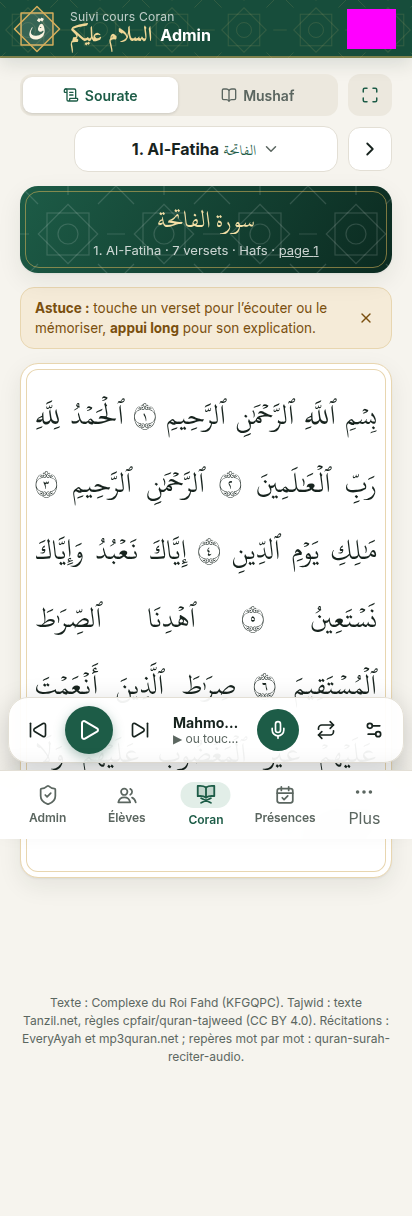 ق
Suivi cours Coran
السلام عليكم Admin
Sourate
Mushaf
1. Al-Fatiha الفاتحة
سورة الفاتحة
1. Al-Fatiha · 7 versets · Hafs · page 1
Astuce : touche un verset pour l’écouter ou le
mémoriser, appui long pour son explication.
بِسْمِ ٱللَّهِ ٱلرَّحْمَٰنِ ٱلرَّحِيمِ ١ ٱلْحَمْدُ لِلَّهِ
رَبِّ ٱلْعَٰلَمِينَ ٢ ٱلرَّحْمَٰنِ ٱلرَّحِيمِ ٣
مَٰلِكِ يَوْمِ ٱلدِّينِ ٤ إِيَّاكَ نَعْبُدُ وَإِيَّاكَ
نَسْتَعِينُ ٥ ٱهْدِنَا ٱلصِّرَٰطَ
ٱلْمُسْتَقِيمَ ٦ صِرَٰطَ ٱلَّذِينَ أَنْعَمْتَ
عَلَيْهِمْ غَيْرِ ٱلْمَغْضُوبِ عَلَيْهِمْ وَلَا
Mahmo...
▶ ou touc...
Admin
Élèves
Coran
Présences
Plus
Texte : Complexe du Roi Fahd (KFGQPC). Tajwid : texte
Tanzil.net, règles cpfair/quran-tajweed (CC BY 4.0). Récitations :
EveryAyah et mp3quran.net ; repères mot par mot : quran-surah-
reciter-audio.